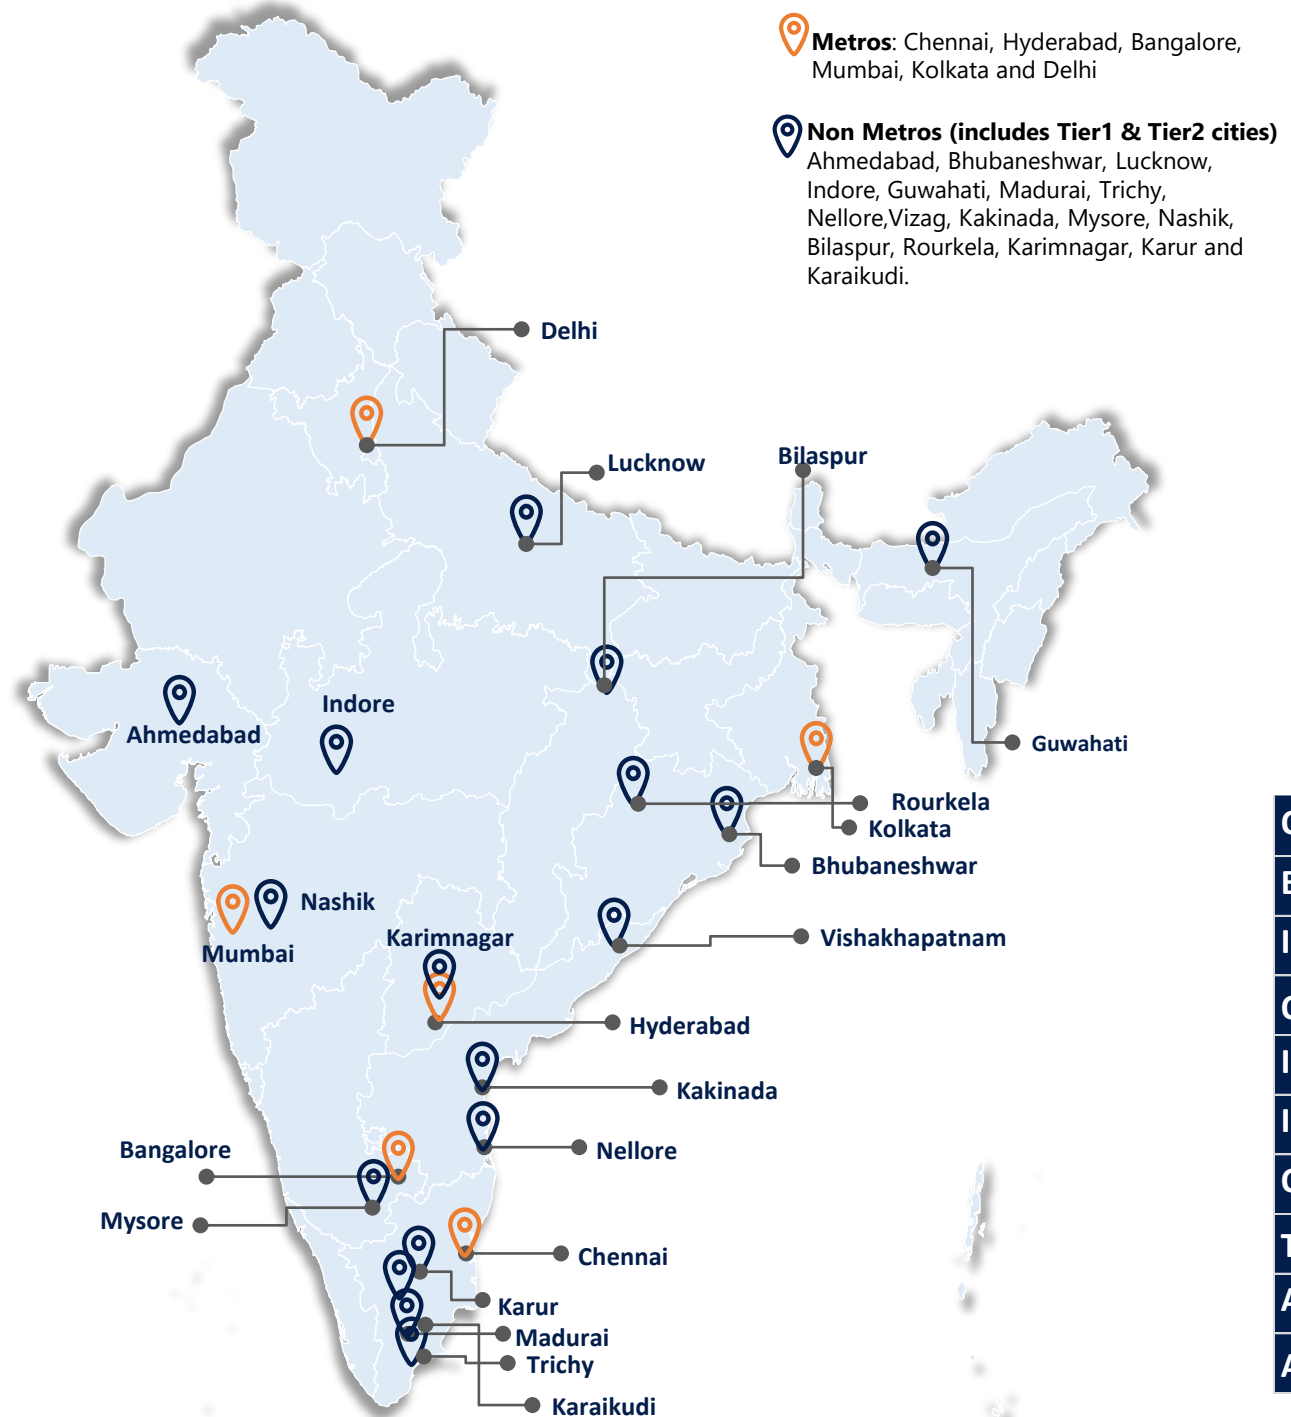 Metros: Chennai, Hyderabad, Bangalore,
Mumbai, Kolkata and Delhi
Non Metros (includes Tier1 & Tier2 cities)
Ahmedabad, Bhubaneshwar, Lucknow,
Indore, Guwahati, Madurai, Trichy,
Nellore,Vizag, Kakinada, Mysore, Nashik,
Bilaspur, Rourkela, Karimnagar, Karur and
Karaikudi.
Delhi
Lucknow
Bilaspur
Indore
Ahmedabad
Guwahati
Rourkela
Kolkata
Bhubaneshwar
Nashik
Karimnagar
Vishakhapatnam
Mumbai
Hyderabad
Kakinada
Bangalore
Nellore
Mysore
Chennai
Karur
Madurai
Trichy
Karaikudi
I
I
I
T
A
A